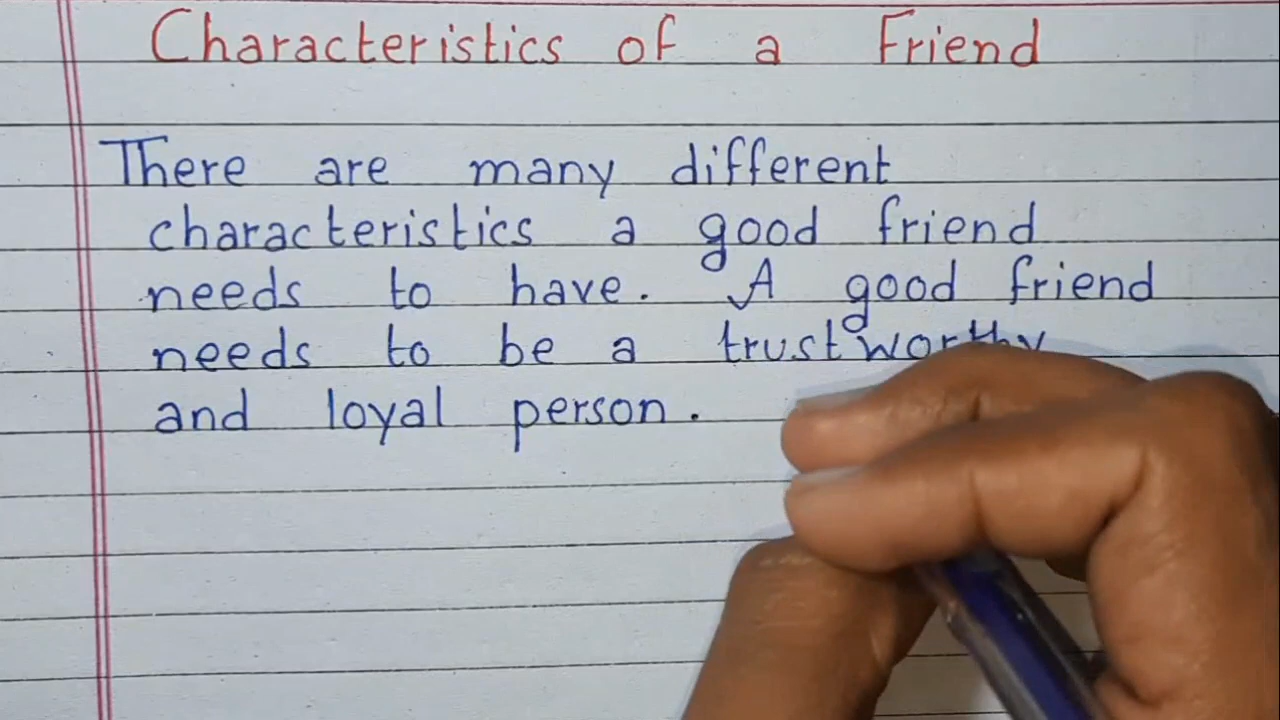 Characteristics of a Friend
There are many different
characteristics a good friend
needs to have. A good friend
needs to be a trustworthy
and loyal person.